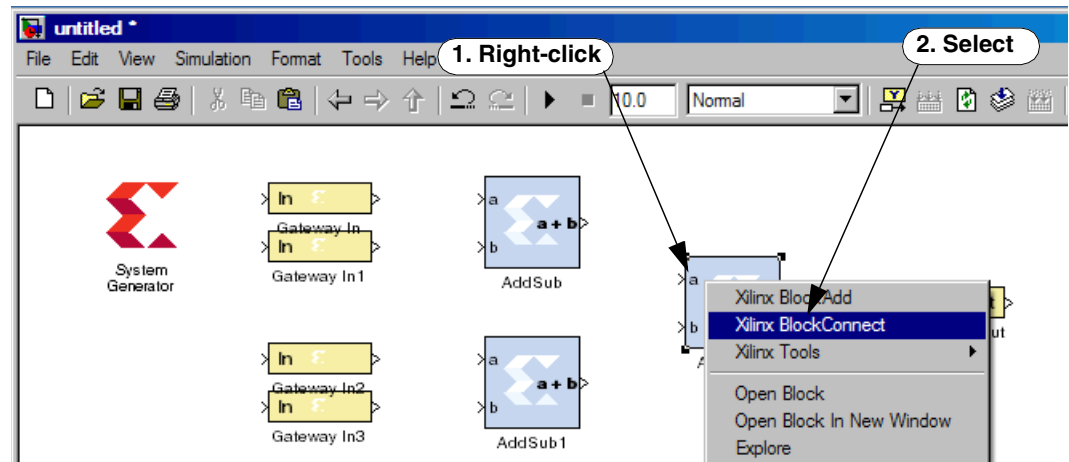 untitled *
File Edit View Simulation Format Tools Help
1. Right-click
2. Select
10.0
Normal
In
Gateway In
In
Gateway In1
a
a + b
b
AddSub
System
Generator
a
b
Xilinx BlockAdd
Xilinx BlockConnect
Xilinx Tools
Open Block
Open Block In New Window
Explore
t
ut
In
Gateway In2
In
Gateway In3
a
a + b
b
AddSub1